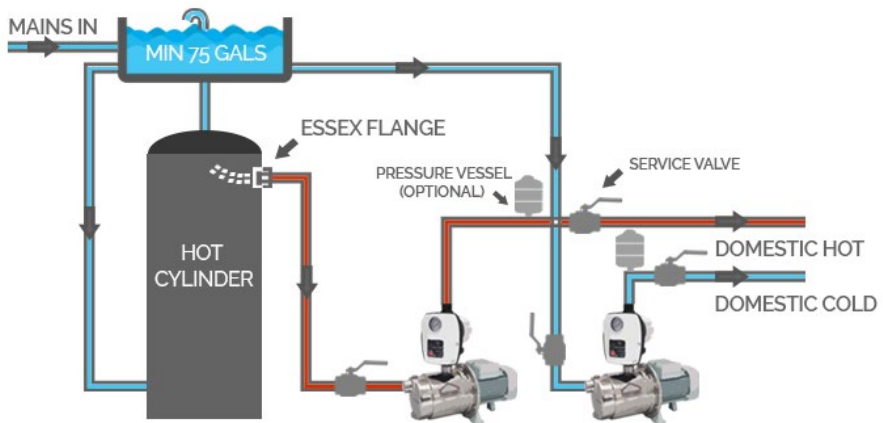 MAINS IN
MIN 75 GALS
ESSEX FLANGE
PRESSURE VESSEL
(OPTIONAL)
SERVICE VALVE
HOT
CYLINDER
DOMESTIC HOT
DOMESTIC COLD